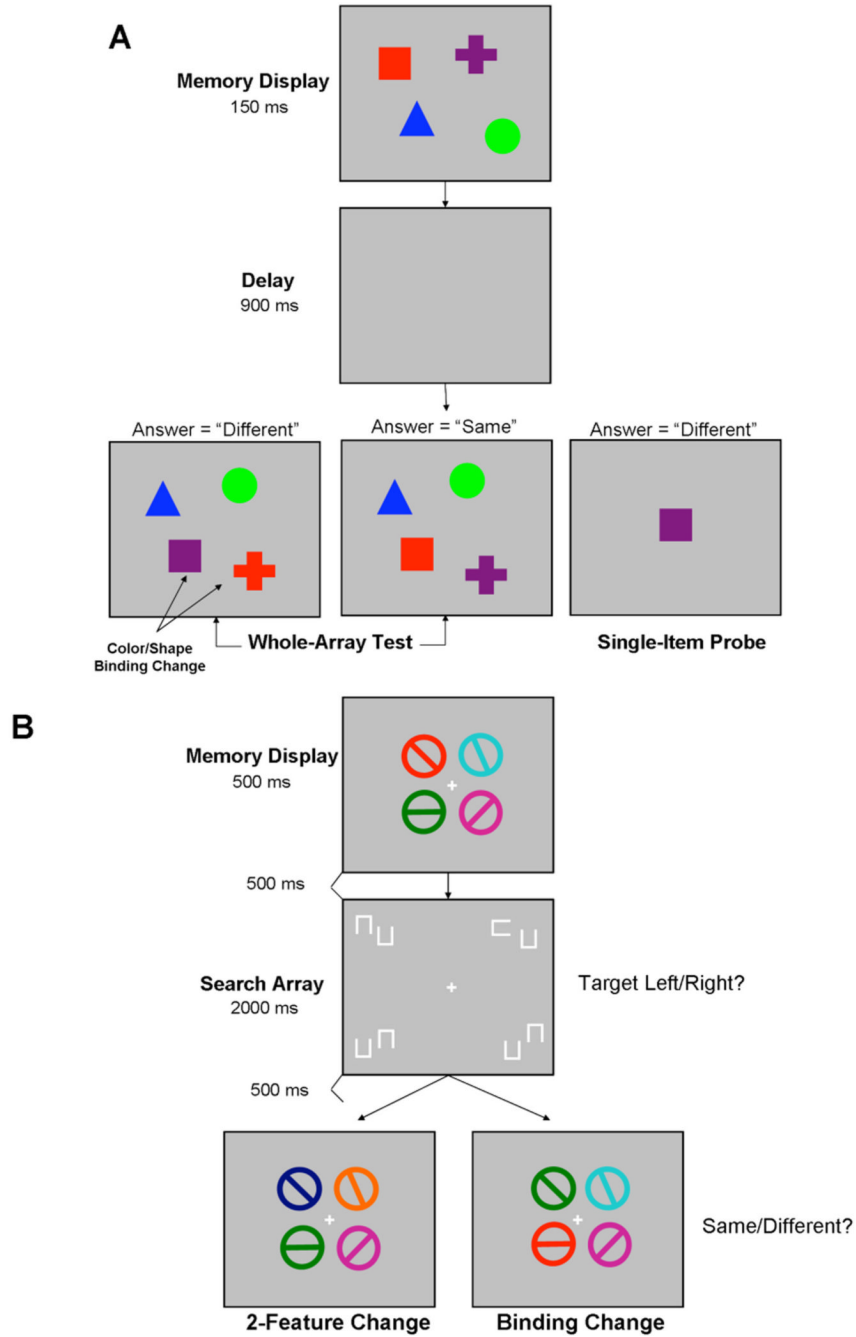 A
Memory Display
150 ms
Delay
900 ms
Answer = “Different”
Answer = “Same”
Answer = “Different”
Color/Shape
Binding Change
Whole-Array Test
Single-Item Probe
B
Memory Display
500 ms
500 ms
Search Array
2000 ms
Target Left/Right?
500 ms
Same/Different?
2-Feature Change
Binding Change